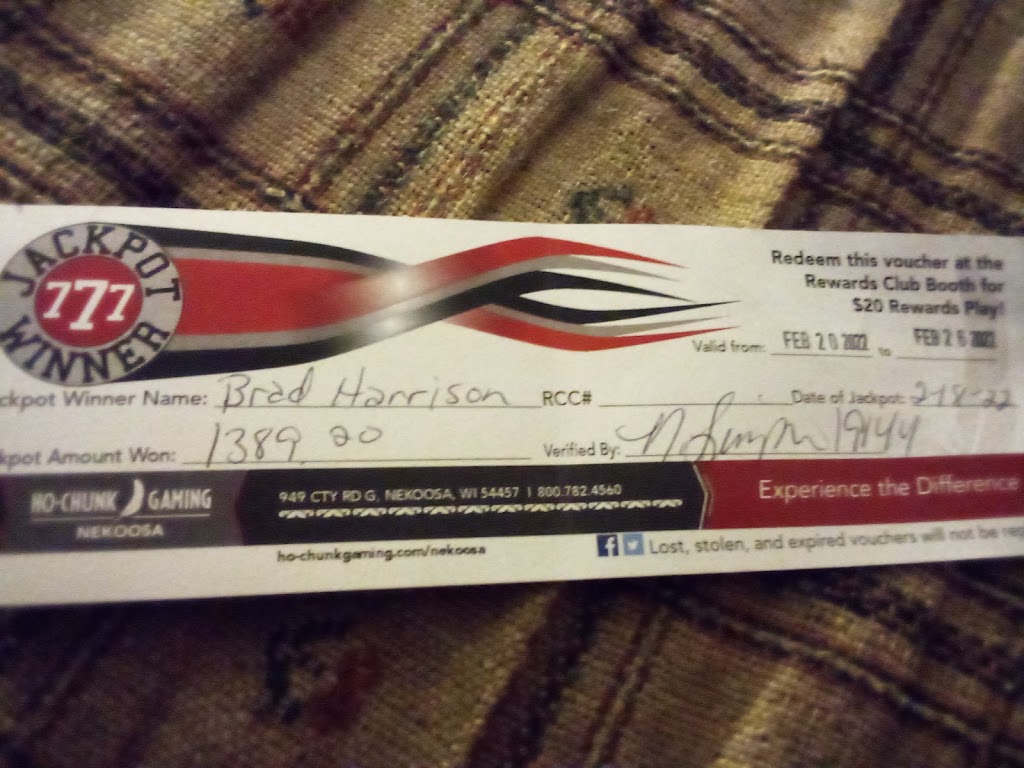 JACKPOT
777
WINNER
Redeem this voucher at the
Rewards Club Booth for
$20 Rewards Play!
Valid from: FEB 20 2022 to FEB 26 2022
ckpot Winner Name: Brad Harrison RCC# Date of Jackpot: 2-18-22
kpot Amount Won: 1389.20 Verified By: 19144
HO-CHUNK GAMING
NEKOOSA
949 CTY RD G, NEKOOSA, WI 54457 | 800.782.4560
Experience the Difference
ho-chunkgaming.com/nekoosa
Lost, stolen, and expired vouchers will not be rep